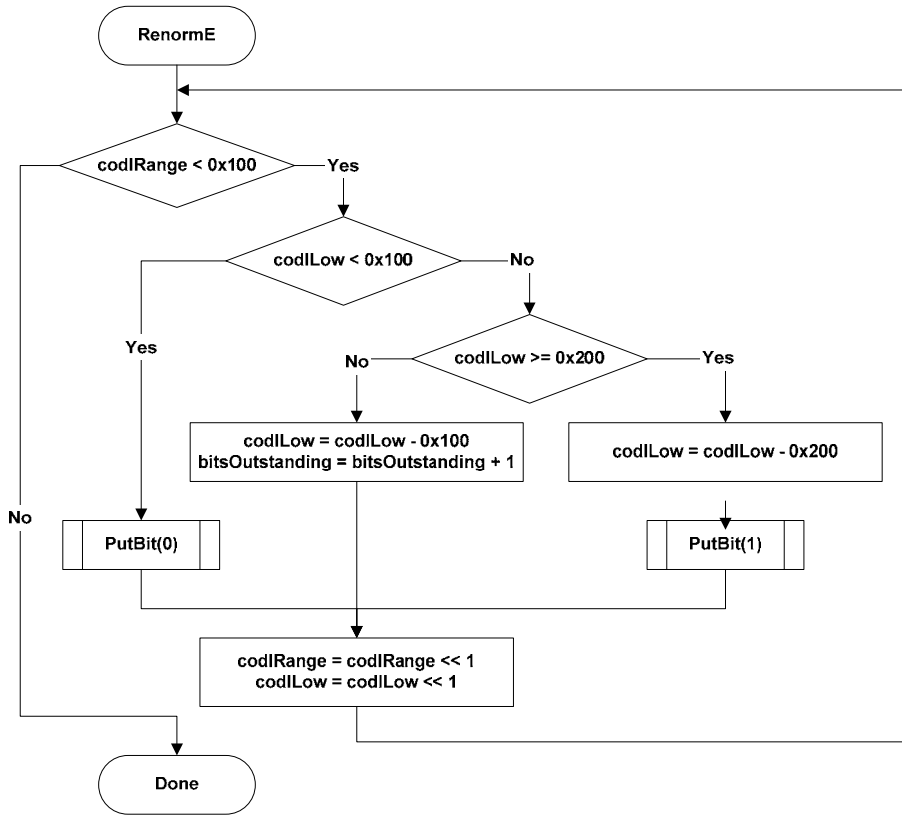 RenormE
codIRange < 0x100
Yes
codILow < 0x100
No
Yes
codILow >= 0x200
No
Yes
codILow = codILow - 0x100
bitsOutstanding = bitsOutstanding + 1
codILow = codILow - 0x200
No
PutBit(0)
PutBit(1)
codIRange = codIRange << 1
codILow = codILow << 1
Done